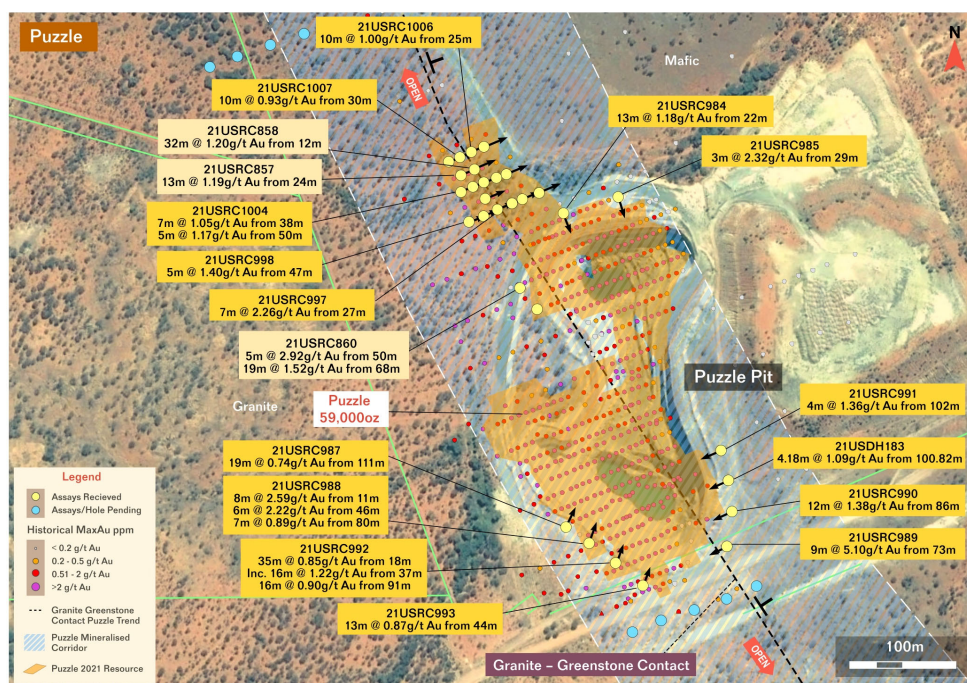 Puzzle
21USRC1006
10m @ 1.00g/t Au from 25m
N
Mafic
OPEN
21USRC1007
10m @ 0.93g/t Au from 30m
21USRC984
13m @ 1.18g/t Au from 22m
21USRC858
32m @ 1.20g/t Au from 12m
21USRC985
3m @ 2.32g/t Au from 29m
21USRC857
13m @ 1.19g/t Au from 24m
21USRC1004
7m @ 1.05g/t Au from 38m
5m @ 1.17g/t Au from 50m
21USRC998
5m @ 1.40g/t Au from 47m
21USRC997
7m @ 2.26g/t Au from 27m
21USRC860
5m @ 2.92g/t Au from 50m
19m @ 1.52g/t Au from 68m
Puzzle Pit
Granite
Puzzle
59,000oz
21USRC991
4m @ 1.36g/t Au from 102m
21USRC987
19m @ 0.74g/t Au from 111m
21USDH183
4.18m @ 1.09g/t Au from 100.82m
21USRC988
8m @ 2.59g/t Au from 11m
6m @ 2.22g/t Au from 46m
7m @ 0.89g/t Au from 80m
21USRC990
12m @ 1.38g/t Au from 86m
21USRC989
9m @ 5.10g/t Au from 73m
21USRC992
35m @ 0.85g/t Au from 18m
Inc. 16m @ 1.22g/t Au from 37m
16m @ 0.90g/t Au from 91m
21USRC993
13m @ 0.87g/t Au from 44m
Granite – Greenstone Contact
OPEN
100m
Legend
Assays Recieved
Assays/Hole Pending
Historical MaxAu ppm
< 0.2 g/t Au
0.2 - 0.5 g/t Au
0.51 - 2 g/t Au
>2 g/t Au
Granite Greenstone
Contact Puzzle Trend
Puzzle Mineralised
Corridor
Puzzle 2021 Resource